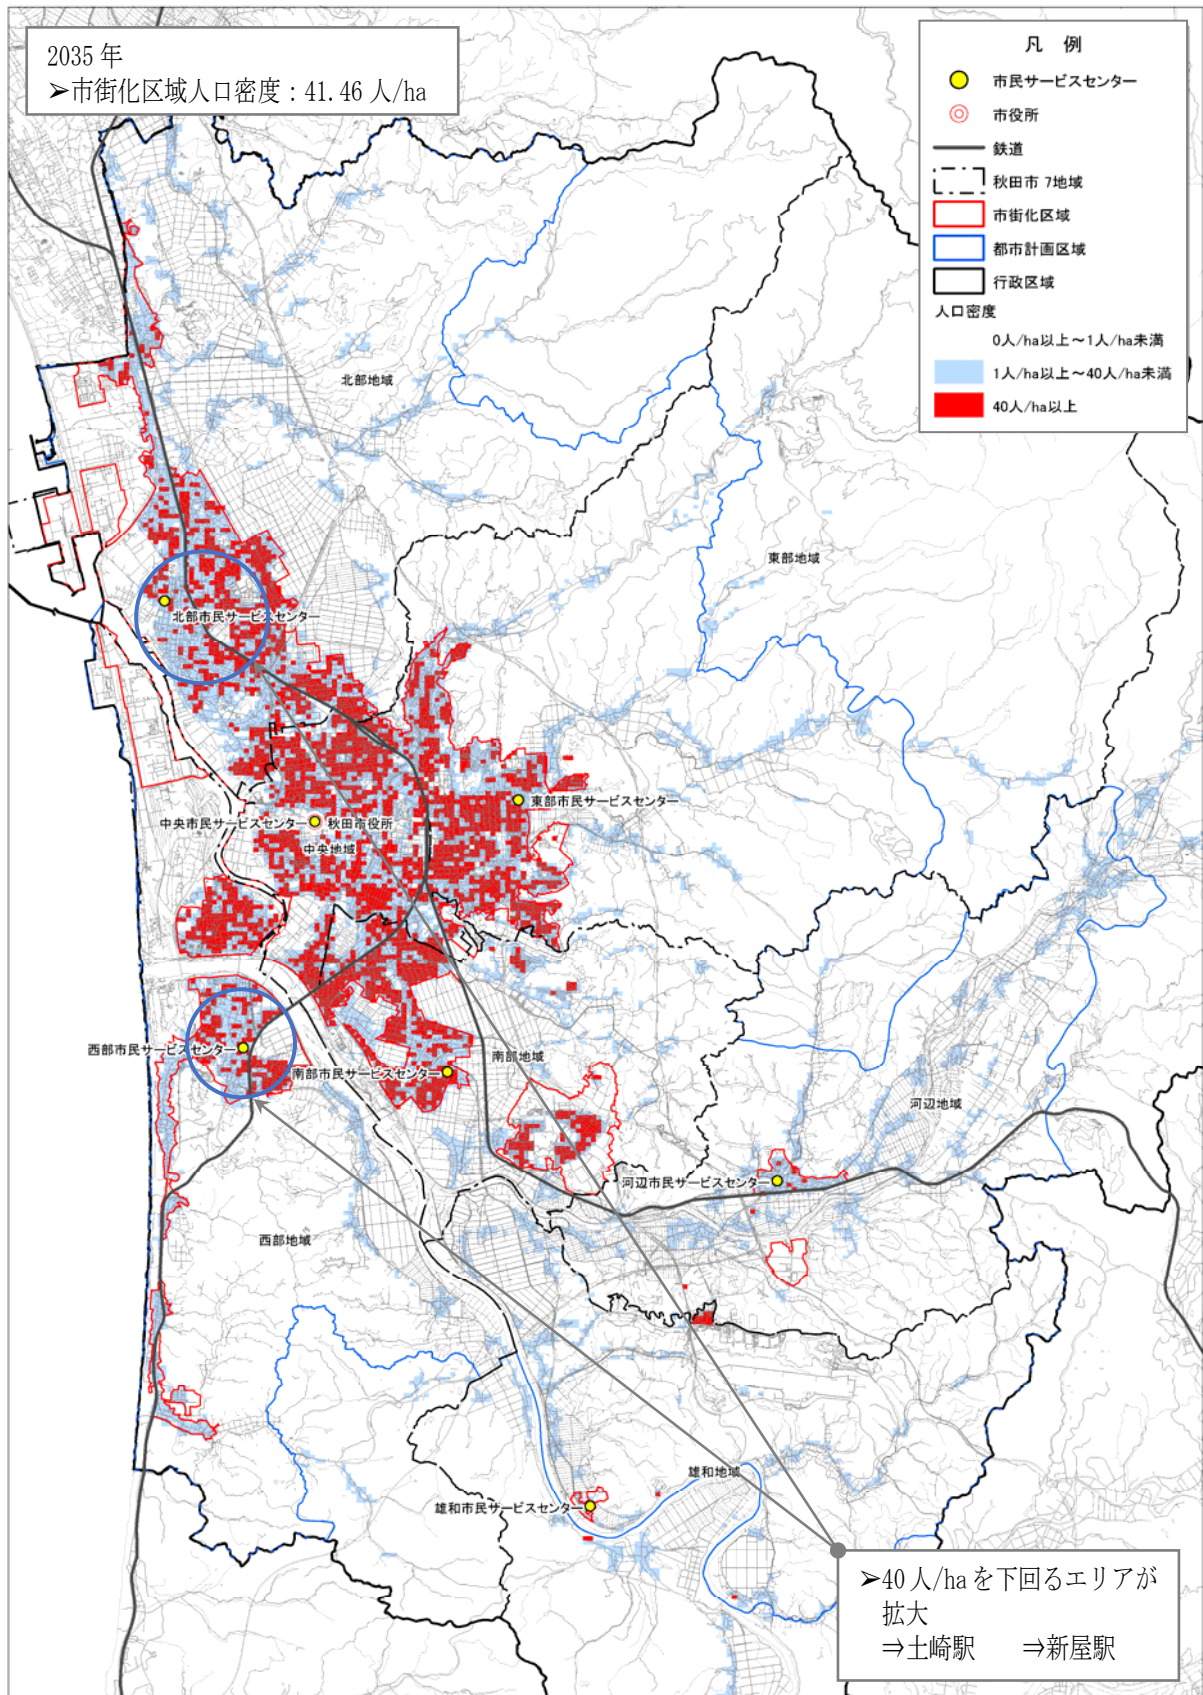 2035年
➢市街化区域人口密度：41.46人/ha
凡　例
市民サービスセンター
市役所
鉄道
秋田市 7地域
市街化区域
都市計画区域
行政区域
人口密度
0人/ha以上～1人/ha未満
1人/ha以上～40人/ha未満
40人/ha以上
北部地域
東部地域
北部市民サービスセンター
東部市民サービスセンター
中央市民サービスセンター
秋田市役所
中央地域
西部市民サービスセンター
南部市民サービスセンター
南部地域
河辺地域
河辺市民サービスセンター
西部地域
雄和地域
雄和市民サービスセンター
➢40人/haを下回るエリアが
拡大
⇒土崎駅　　⇒新屋駅